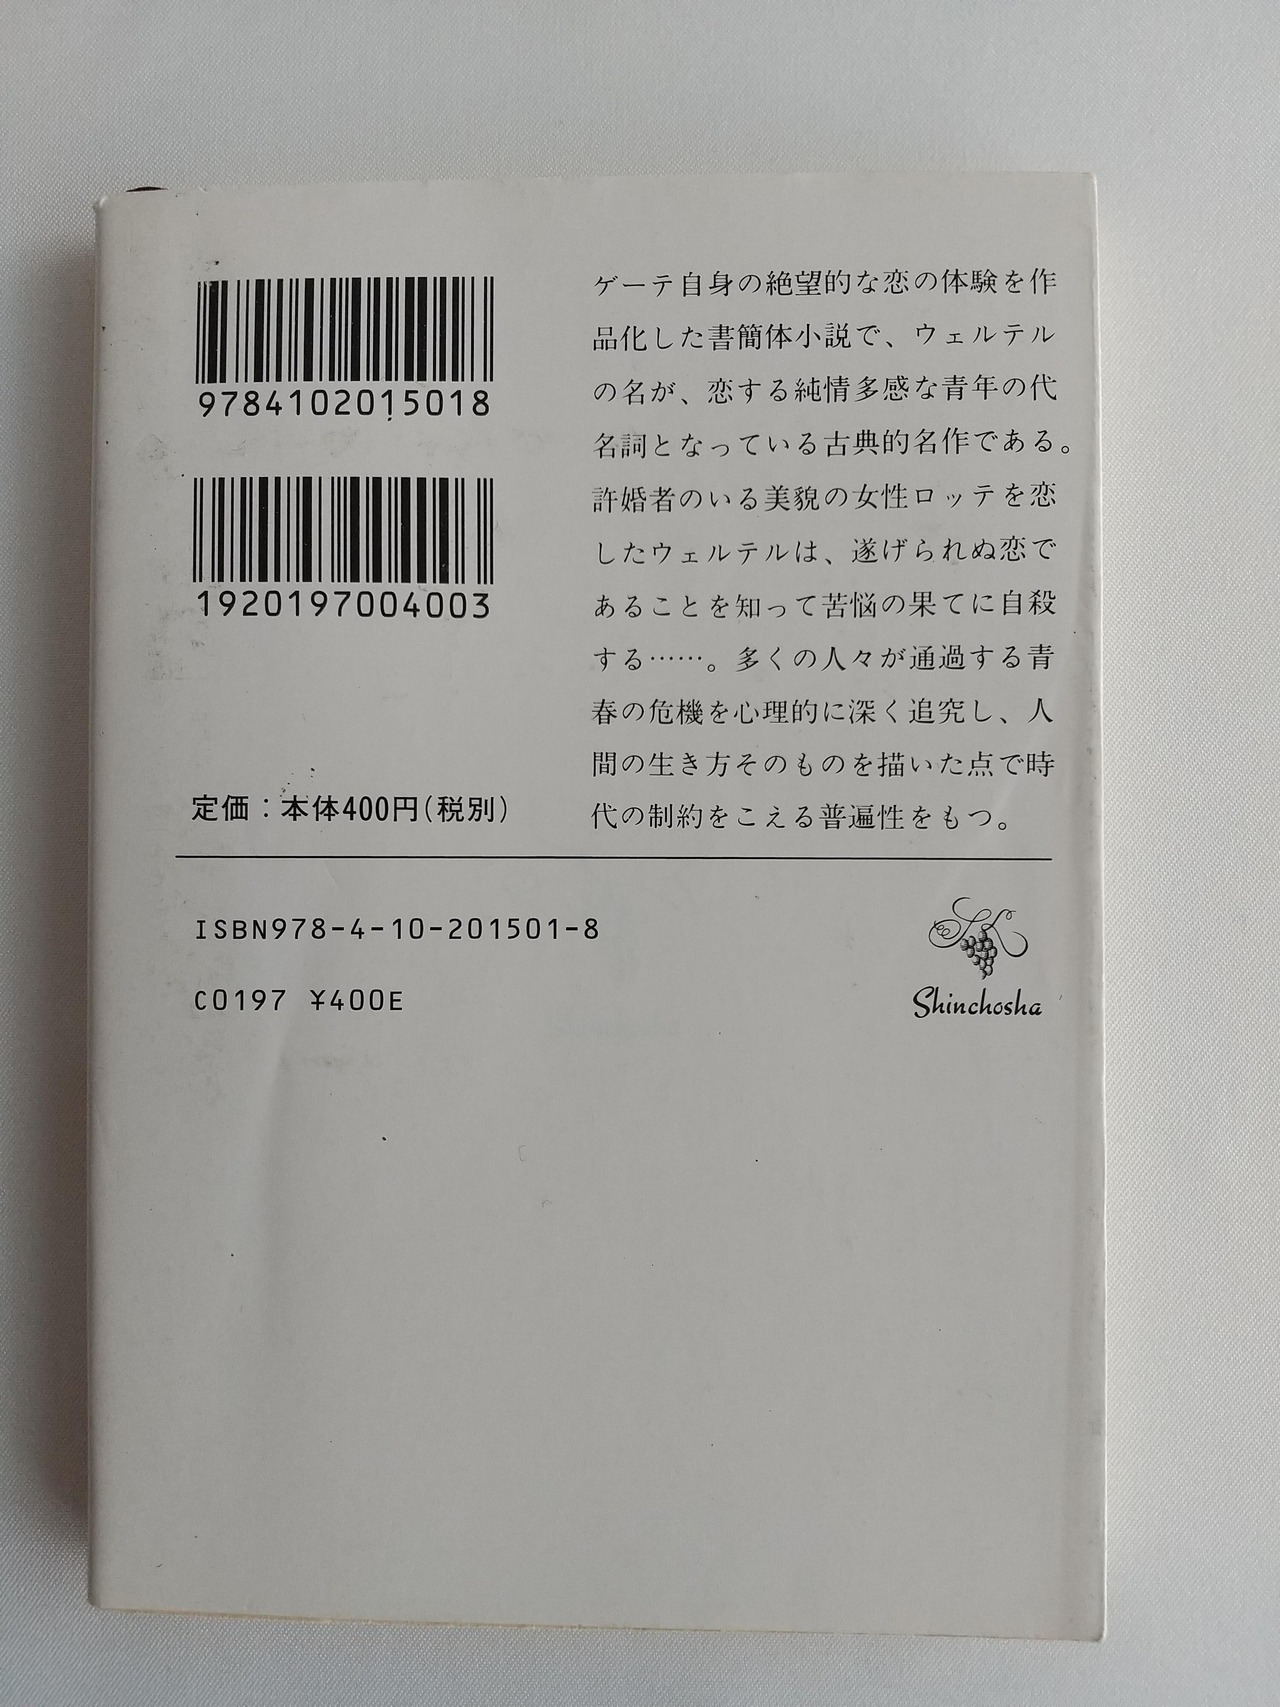 9784102015018
1920197004003
定価：本体400円（税別）
ゲーテ自身の絶望的な恋の体験を作
品化した書簡体小説で、ウェルテル
の名が、恋する純情多感な青年の代
名詞となっている古典的名作である。
許婚者のいる美貌の女性ロッテを恋
したウェルテルは、遂げられぬ恋で
あることを知って苦悩の果てに自殺
する……。多くの人々が通過する青
春の危機を心理的に深く追究し、人
間の生き方そのものを描いた点で時
代の制約をこえる普遍性をもつ。
ISBN978-4-10-201501-8
C0197 ¥400E
SK
Shinchosha